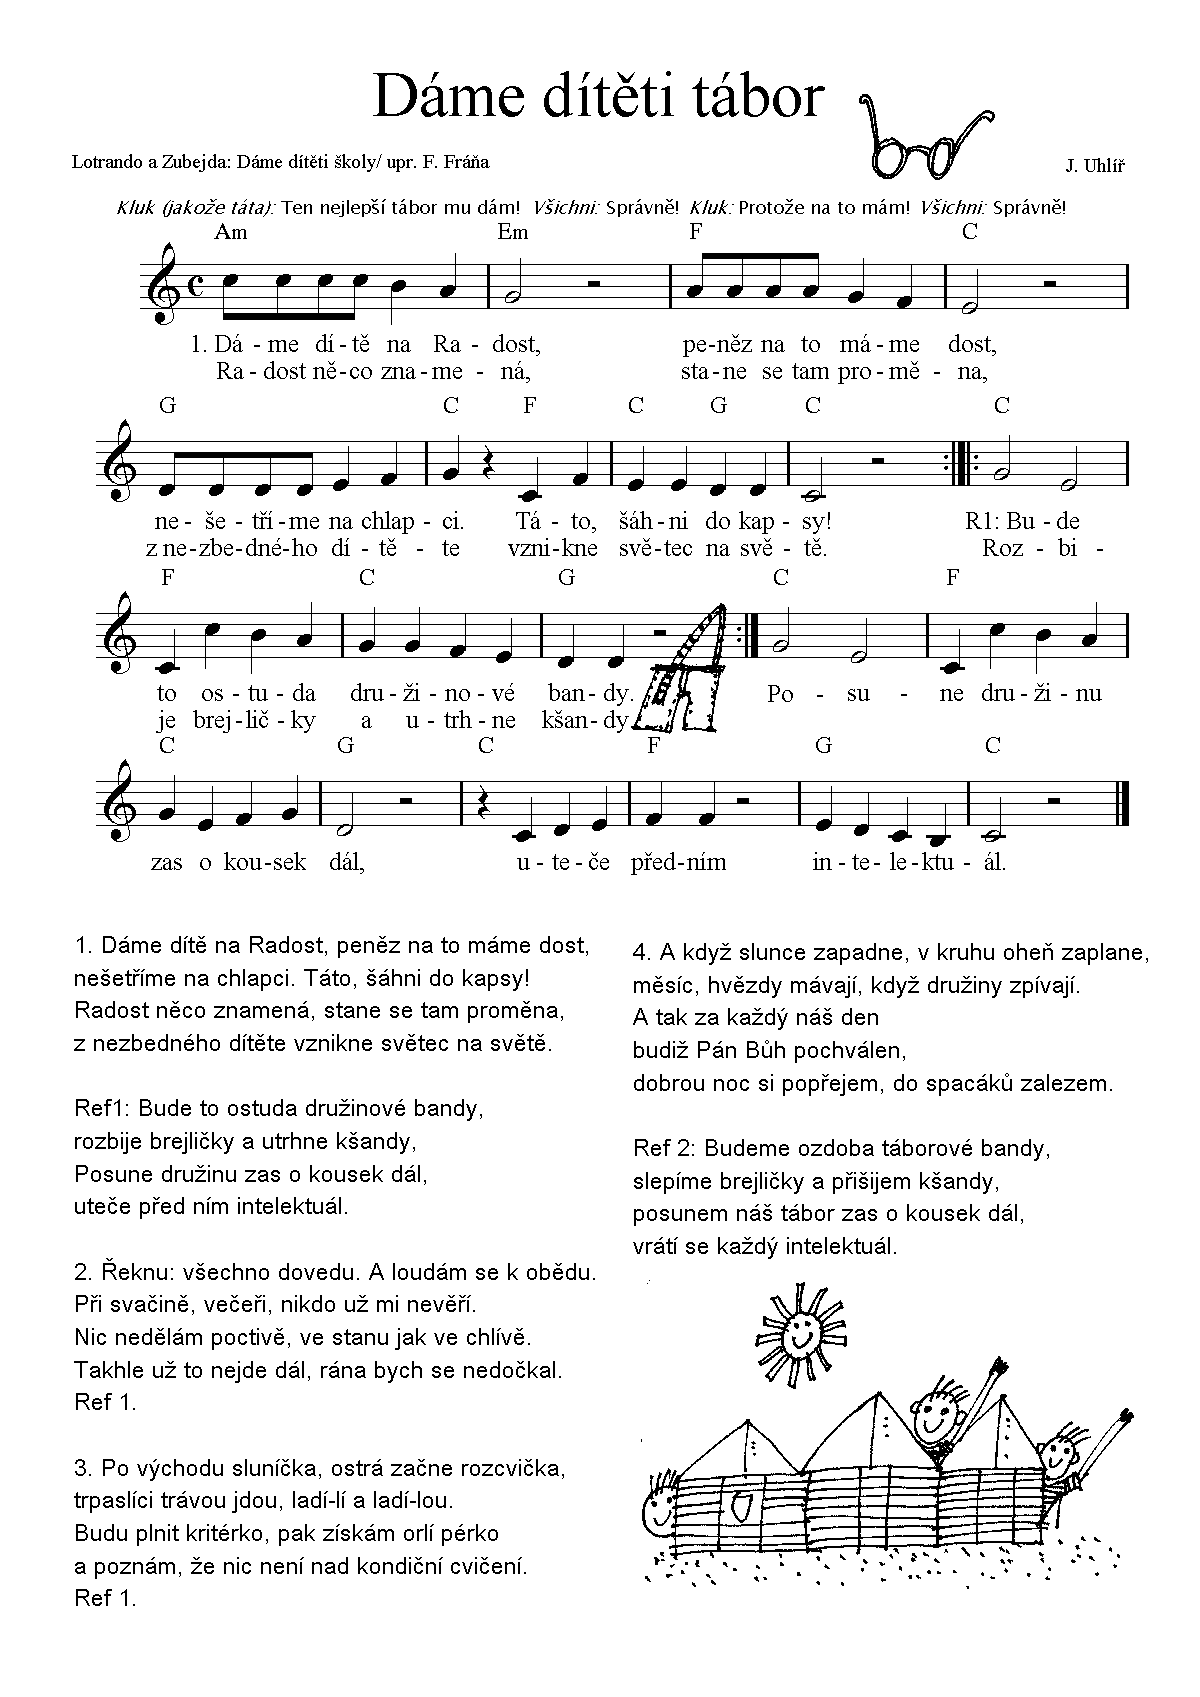 Dáme dítěti tábor
Lotrando a Zubejda: Dáme dítěti školy/ upr. F. Fráňa
J. Uhlíř
Kluk (jakože táta): Ten nejlepší tábor mu dám! Všichni: Správně! Kluk: Protože na to mám! Všichni: Správně!
Am Em F C
1. Dá - me dí - tě na Ra - dost, pe-něz na to má - me dost,
Ra - dost ně-co zna-me - ná, sta-ne se tam pro-mě - na,
G C F C G C C
ne - še - tří-me na chlap - ci. Tá - to, šáh-ni do kap - sy! R1: Bu - de
z ne-zbed-né-ho dí - tě - te vznikne svě-tec na svě - tě. Roz - bi -
F C G C F
to os - tu - da dru - ži - no - vé ban - dy. Po - su - ne dru - ži - nu
je brej-lič - ky a u - trh - ne kšan - dy
C G C F G C
zas o kou-sek dál, u - te - če před-ním in - te - lek-tu - ál.
1. Dáme dítě na Radost, peněz na to máme dost,
nešetříme na chlapci. Táto, šáhni do kapsy!
Radost něco znamená, stane se tam proměna,
z nezbedného dítěte vznikne světec na světě.
Ref1: Bude to ostuda družinové bandy,
rozbije brejličky a utrhne kšandy,
Posune družinu zas o kousek dál,
uteče před ním intelektuál.
2. Řeknu: všechno dovedu. A loudám se k obědu.
Při svačině, večeři, nikdo už mi nevěří.
Nic nedělám poctivě, ve stanu jak ve chlívě.
Takhle už to nejde dál, rána bych se nedočkal.
Ref 1.
3. Po východu sluníčka, ostrá začne rozcvička,
trpaslíci trávou jdou, ladí-lí a ladí-lou.
Budu plnit kritérko, pak získám orlí pérko
a poznám, že nic není nad kondiční cvičení.
Ref 1.
4. A když slunce zapadne, v kruhu oheň zaplane,
měsíc, hvězdy mávají, když družiny zpívají.
A tak za každý náš den
budiž Pán Bůh pochválen,
dobrou noc si popřejem, do spacáků zalezem.
Ref 2: Budeme ozdoba táborové bandy,
slepíme brejličky a přišijem kšandy,
posunem náš tábor zas o kousek dál,
vrátí se každý intelektuál.